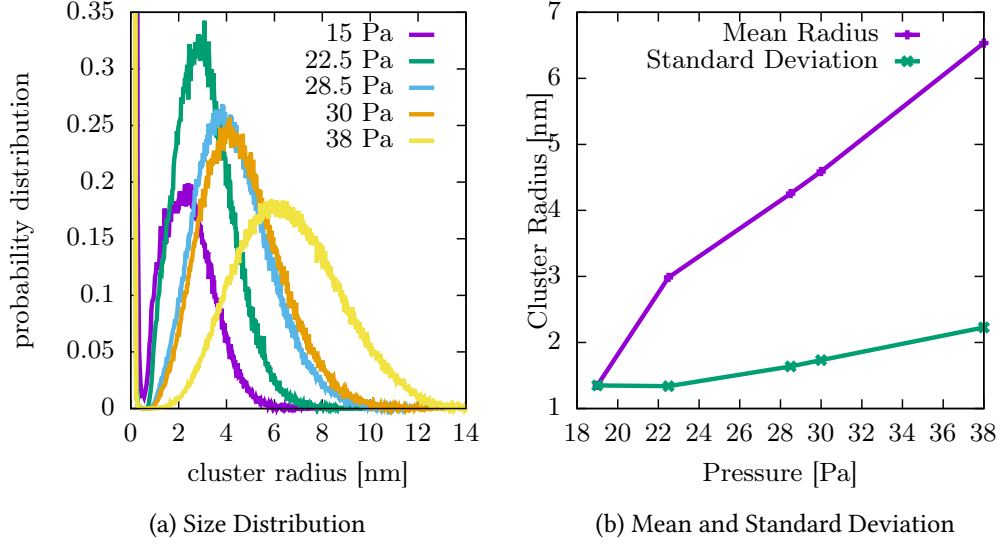 0.35
0.3
0.25
0.2
0.15
0.1
0.05
0
probability distribution
15 Pa
22.5 Pa
28.5 Pa
30 Pa
38 Pa
0 2 4 6 8 10 12 14
cluster radius [nm]
(a) Size Distribution
7
6
5
4
3
2
1
Cluster Radius [nm]
Mean Radius
Standard Deviation
18 20 22 24 26 28 30 32 34 36 38
Pressure [Pa]
(b) Mean and Standard Deviation